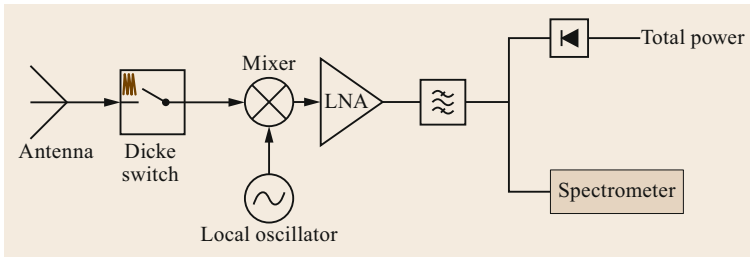 Total power
Mixer
LNA
Antenna
Dicke
switch
Spectrometer
Local oscillator